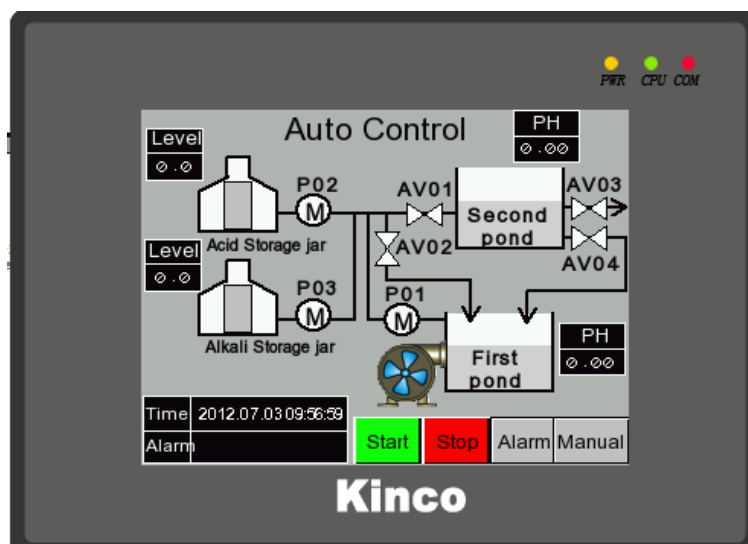 PWR CPU COM
Auto Control
PH
0.00
Level
0.0
P02
AV01
AV03
Second
pond
Acid Storage jar
AV02
Level
0.0
AV04
P03
P01
Alkali Storage jar
First
pond
PH
0.00
Time 2012.07.03 09:56:59
Alarm
Start Stop Alarm Manual
M
M
M
Kinco